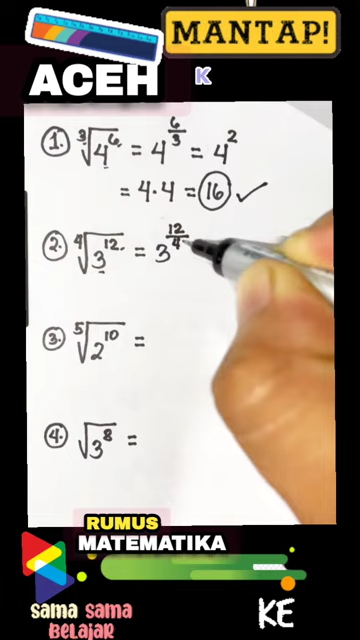 MANTAP!
ACEH K
1. ³√4⁶ = 4^(6/3) = 4²
= 4·4 = 16 ✓
2. ⁴√3¹² = 3^(12/4)
3. ⁵√2¹⁰ =
4. √3⁸ =
RUMUS
MATEMATIKA
sama sama
BELAJAR
KE